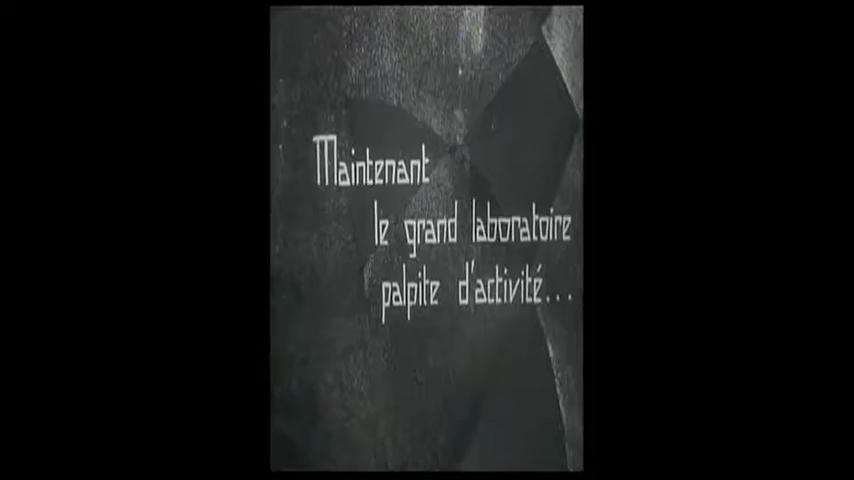 Maintenant
le grand laboratoire
palpite d'activité...